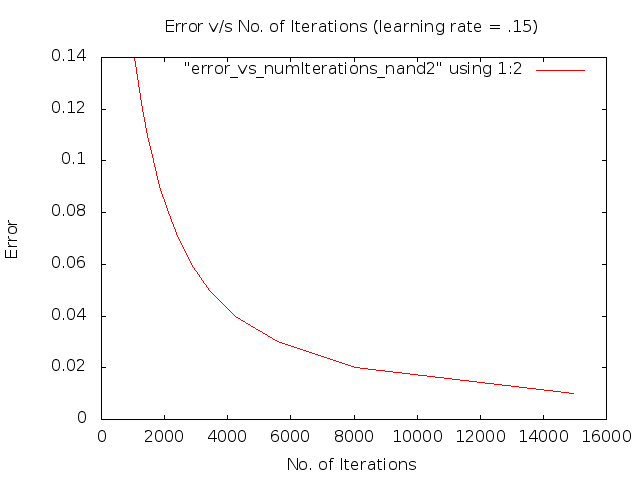 Error v/s No. of Iterations (learning rate = .15)
"error_vs_numIterations_nand2" using 1:2
0.14
0.12
0.1
0.08
0.06
0.04
0.02
0
Error
0 2000 4000 6000 8000 10000 12000 14000 16000
No. of Iterations